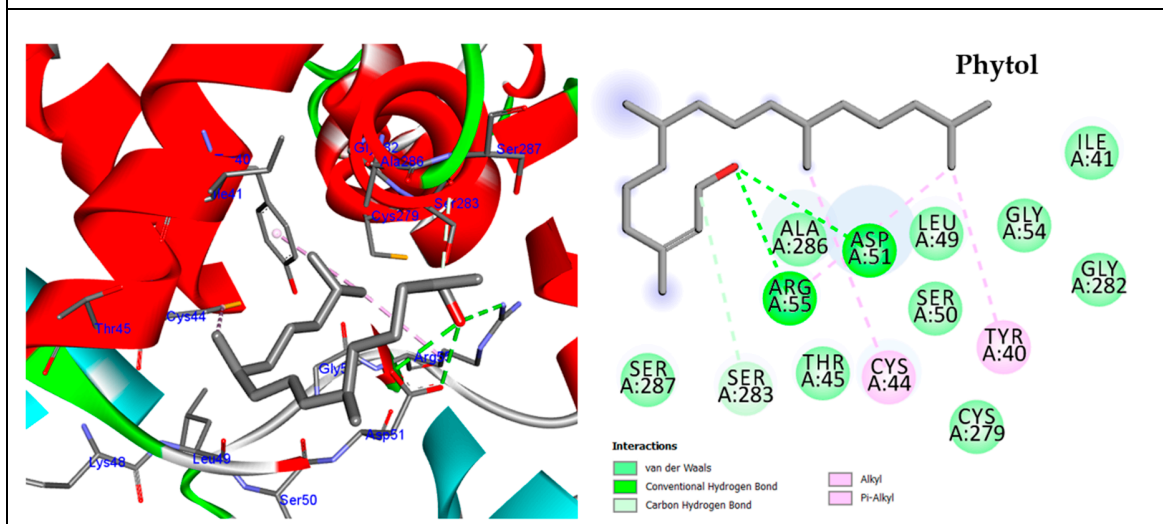 Ser287
Ala286
Ser283
Cys279
Thr45
Cys44
Asp51
Lys48
Leu49
Ser50
Phytol
ILE
A:41
ALA
A:286
ASP
A:51
LEU
A:49
GLY
A:54
GLY
A:282
ARG
A:55
SER
A:50
TYR
A:40
SER
A:287
SER
A:283
THR
A:45
CYS
A:44
CYS
A:279
Interactions
van der Waals
Conventional Hydrogen Bond
Carbon Hydrogen Bond
Alkyl
Pi-Alkyl